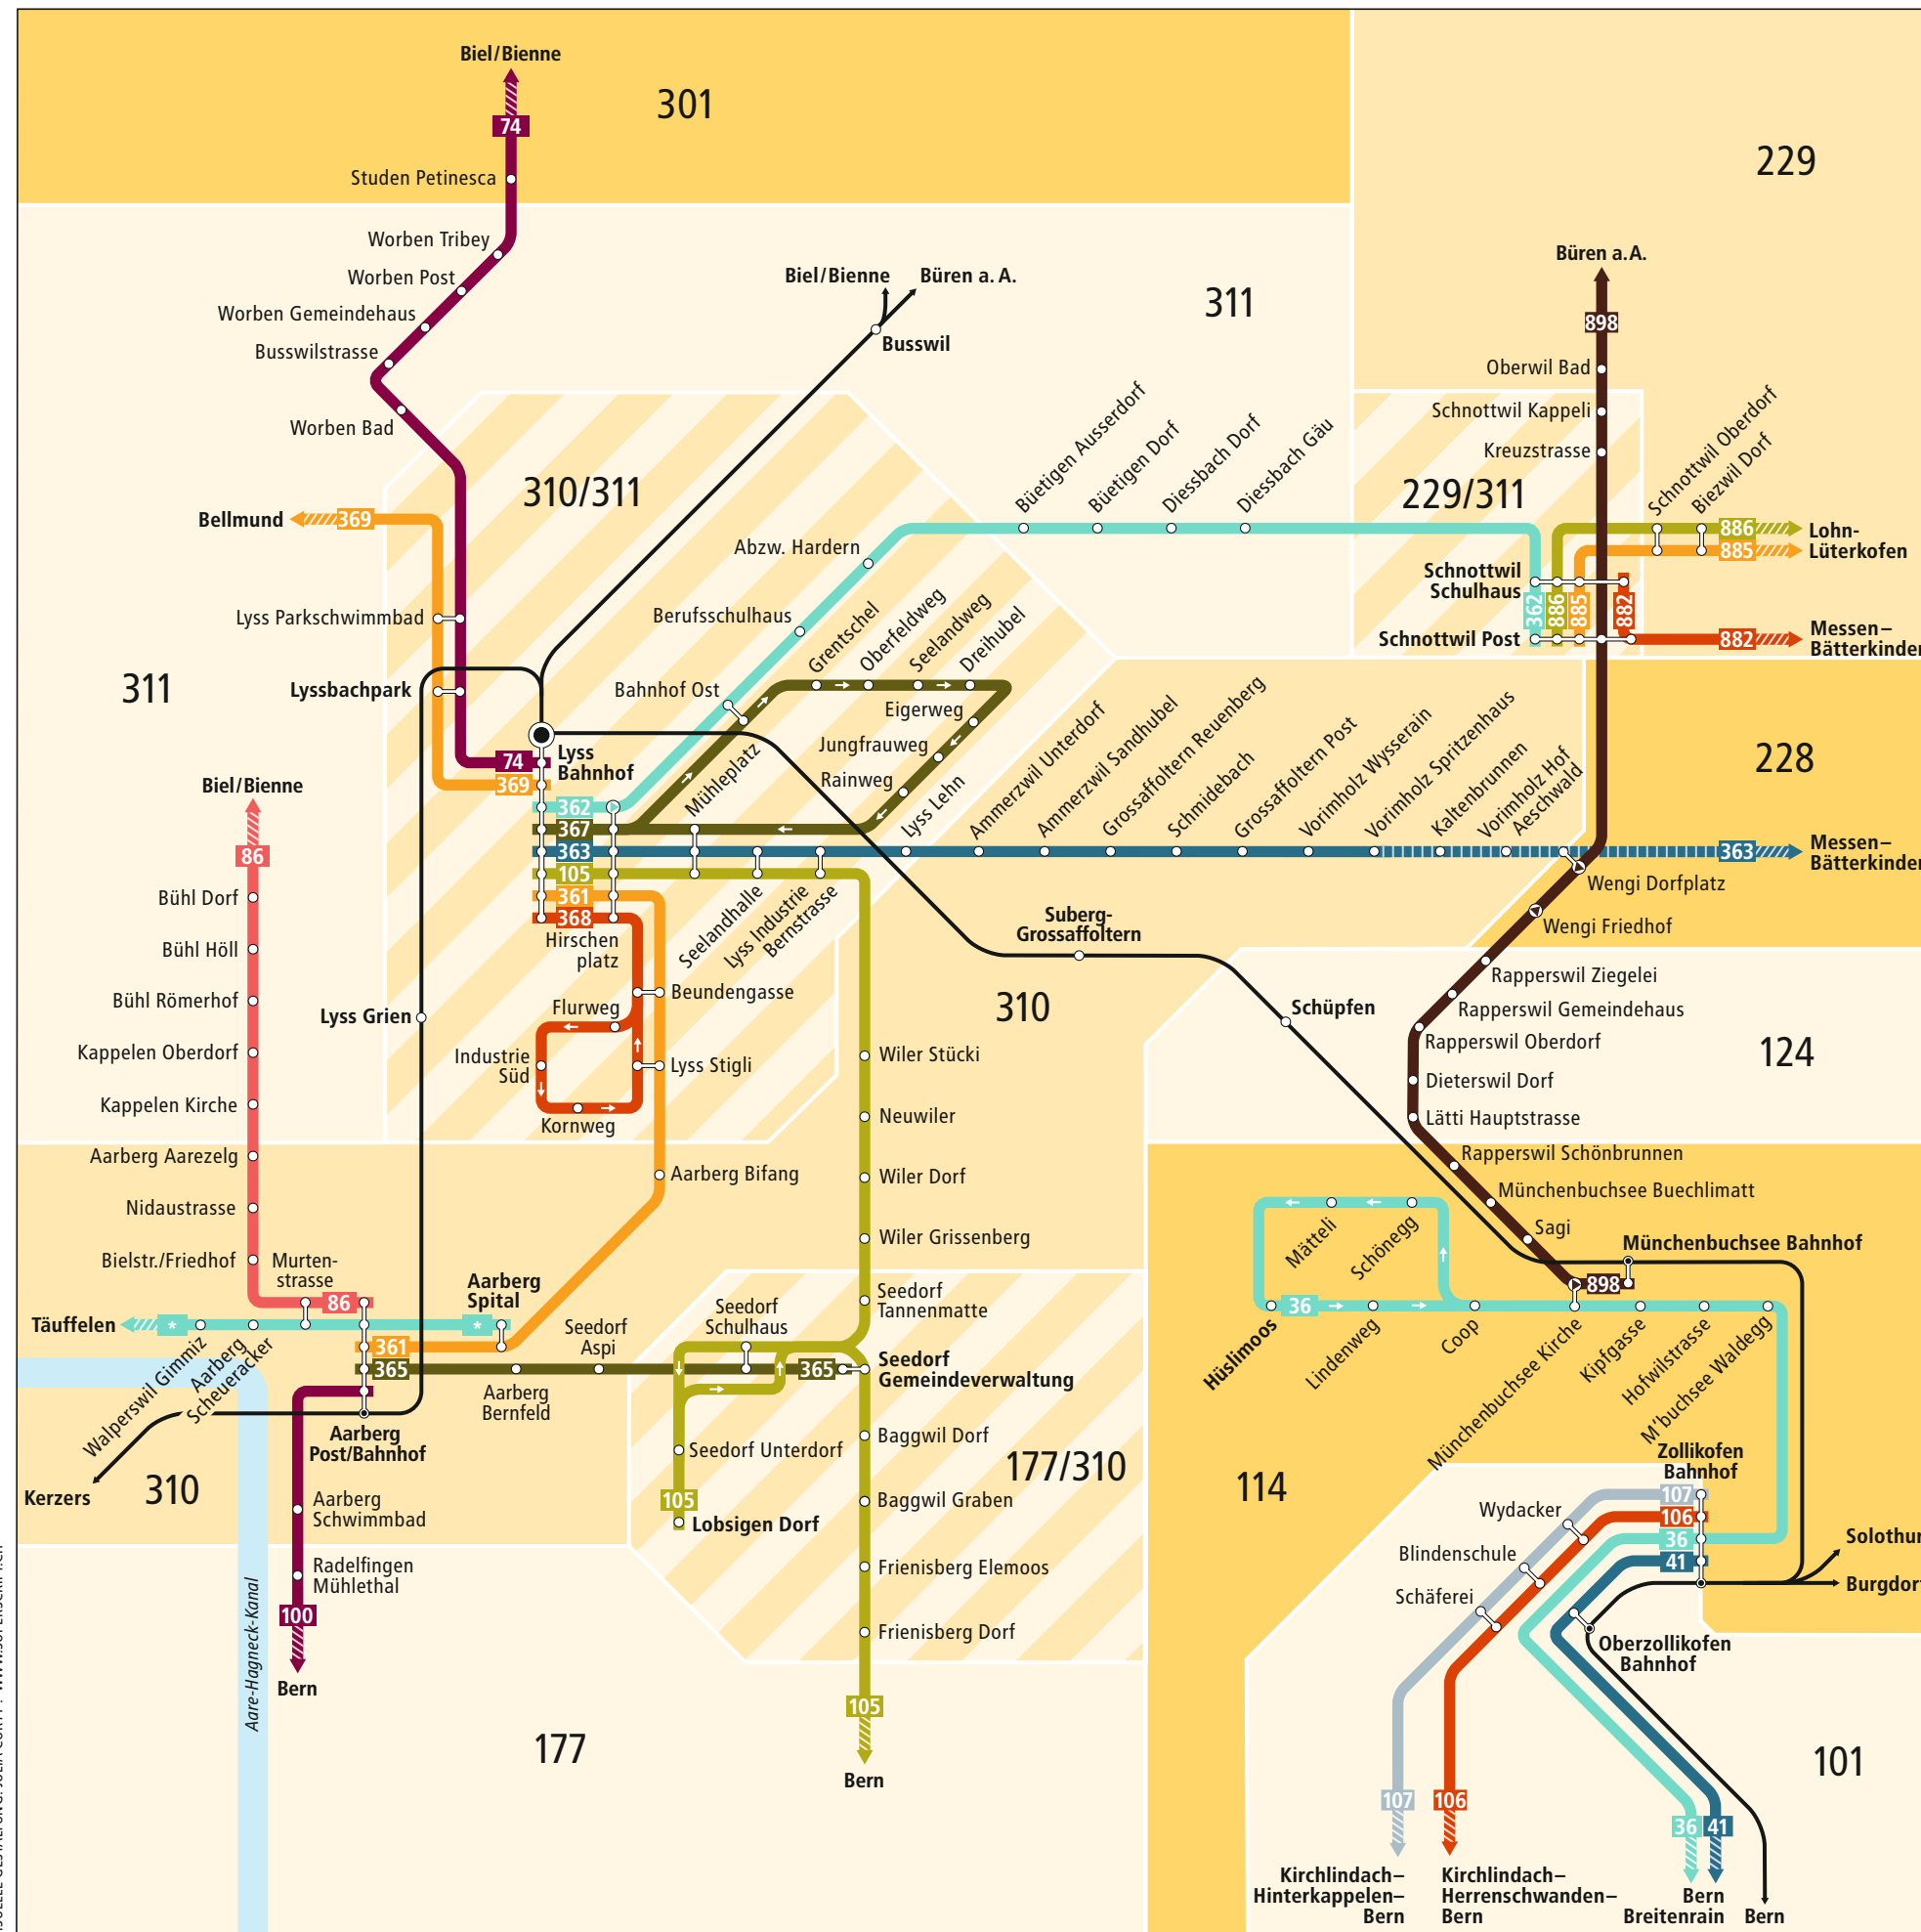 Biel/Bienne
301
74
229
Studen Petinesca
Worben Tribey
Büren a.A.
Worben Post
Biel/Bienne
Büren a. A.
311
Worben Gemeindehaus
898
Busswil
Busswilstrasse
Oberwil Bad
Schnottwil Kappeli
Worben Bad
Kreuzstrasse
Büetigen Ausserdorf
Büetigen Dorf
Diessbach Dorf
Diessbach Gäu
Schnottwil Oberdorf
Biezwil Dorf
310/311
229/311
Bellmund
369
886
Lohn-
Lüterkofen
885
Abzw. Hardern
Schnottwil
Schulhaus
362
886
885
882
Berufsschulhaus
Lyss Parkschwimmbad
Grentschel
Oberfeldweg
Seelandweg
Dreihubel
Schnottwil Post
882
Messen–
Bätterkinden
311
Lyssbachpark
Bahnhof Ost
Eigerweg
Jungfrauweg
Rainweg
Mühleplatz
Lyss
Bahnhof
74
369
228
Lyss Lehn
Ammerzwil Unterdorf
Ammerzwil Sandhubel
Grossaffoltern Reuenberg
Schmidebach
Grossaffoltern Post
Vorimholz Wysserain
Vorimholz Spritzenhaus
Kaltenbrunnen
Vorimholz Hof
Aeschwald
Biel/Bienne
362
367
363
105
361
368
86
363
Messen–
Bätterkinden
Wengi Dorfplatz
Wengi Friedhof
Bühl Dorf
Hirschen
platz
Seelandhalle
Lyss Industrie
Bernstrasse
Suberg-
Grossaffoltern
Bühl Höll
Rapperswil Ziegelei
Beundengasse
Bühl Römerhof
Flurweg
Lyss Grien
310
Schüpfen
Rapperswil Gemeindehaus
Rapperswil Oberdorf
Kappelen Oberdorf
Industrie
Süd
Lyss Stigli
Wiler Stücki
124
Dieterswil Dorf
Kappelen Kirche
Kornweg
Neuwiler
Lätti Hauptstrasse
Aarberg Aarezelg
Aarberg Bifang
Wiler Dorf
Rapperswil Schönbrunnen
Münchenbuchsee Buechlimatt
Nidaustrasse
Wiler Grissenberg
Mätteli
Schönegg
Sagi
Münchenbuchsee Bahnhof
Bielstr./Friedhof
Murten-
strasse
Aarberg
Spital
86
898
Seedorf
Tannenmatte
36
Täuffelen
*
*
Seedorf
Aspi
Seedorf
Schulhaus
361
365
365
Seedorf
Gemeindeverwaltung
Walperswil Gimmiz
Aarberg
Scheueracker
Aarberg
Bernfeld
Hüslimoos
Lindenweg
Coop
Münchenbuchsee Kirche
Kipfgasse
Hofwilstrasse
M'buchsee Waldegg
Aarberg
Post/Bahnhof
Baggwil Dorf
Seedorf Unterdorf
177/310
Zollikofen
Bahnhof
Kerzers
310
114
105
Baggwil Graben
107
106
36
41
Aarberg
Schwimmbad
Lobsigen Dorf
Wydacker
Blindenschule
Schäferei
Burgdorf
Radelfingen
Mühlethal
Frienisberg Elemoos
100
Frienisberg Dorf
Oberzollikofen
Bahnhof
Aare-Hagneck-Kanal
Bern
105
177
101
Bern
107
106
36
41
Kirchlindach–
Hinterkappelen–
Bern
Kirchlindach–
Herrenschwanden–
Bern
Bern
Breitenrain
Bern